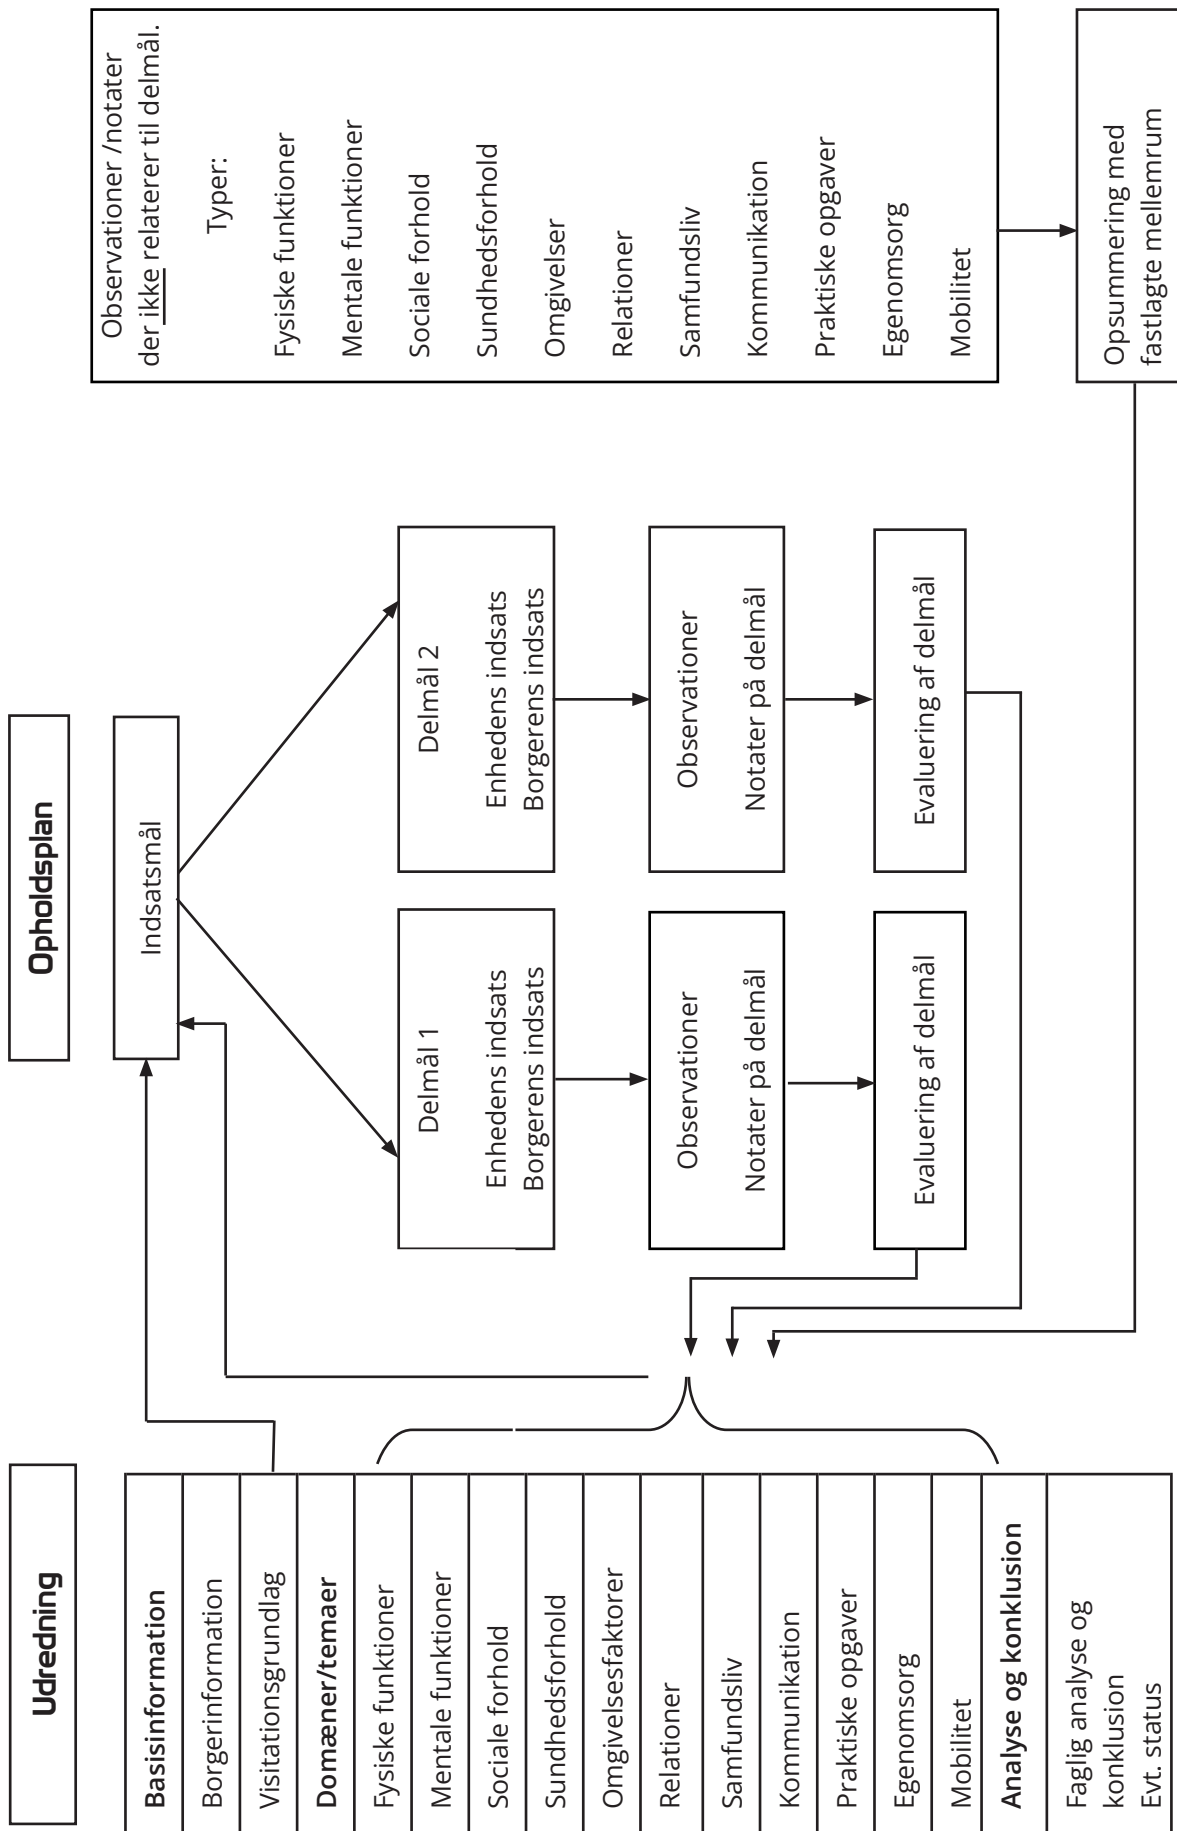 Udredning
Basisinformation
Borgerinformation
Visitationsgrundlag
Domæner/temaer
Fysiske funktioner
Mentale funktioner
Sociale forhold
Sundhedsforhold
Omgivelsesfaktorer
Relationer
Samfundsliv
Kommunikation
Praktiske opgaver
Egenomsorg
Mobilitet
Analyse og konklusion
Faglig analyse og
konklusion
Evt. status
Opholdsplan
Indsatsmål
Delmål 1
Enhedens indsats
Borgerens indsats
Observationer
Notater på delmål
Evaluering af delmål
Delmål 2
Enhedens indsats
Borgerens indsats
Observationer
Notater på delmål
Evaluering af delmål
Observationer /notater
der ikke relaterer til delmål.
Typer:
Fysiske funktioner
Mentale funktioner
Sociale forhold
Sundhedsforhold
Omgivelser
Relationer
Samfundsliv
Kommunikation
Praktiske opgaver
Egenomsorg
Mobilitet
Opsummering med
fastlagte mellemrum